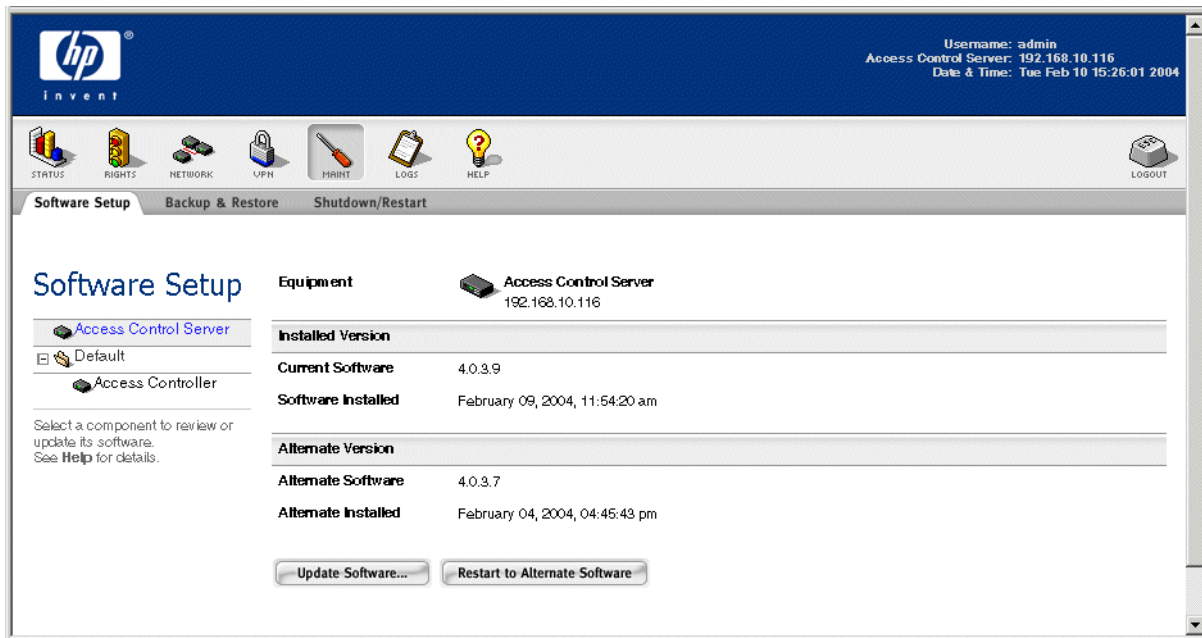 hp
®
invent
Username: admin
Access Control Server: 192.168.10.116
Date & Time: Tue Feb 10 15:26:01 2004
STATUS RIGHTS NETWORK VPN MAINT LOGS HELP LOGOUT
Software Setup Backup & Restore Shutdown/Restart
Software Setup
Access Control Server
Default
Access Controller
Select a component to review or
update its software.
See Help for details.
Equipment Access Control Server
192.168.10.116
Installed Version
Current Software 4.0.3.9
Software Installed February 09, 2004, 11:54:20 am
Alternate Version
Alternate Software 4.0.3.7
Alternate Installed February 04, 2004, 04:45:43 pm
Update Software... Restart to Alternate Software